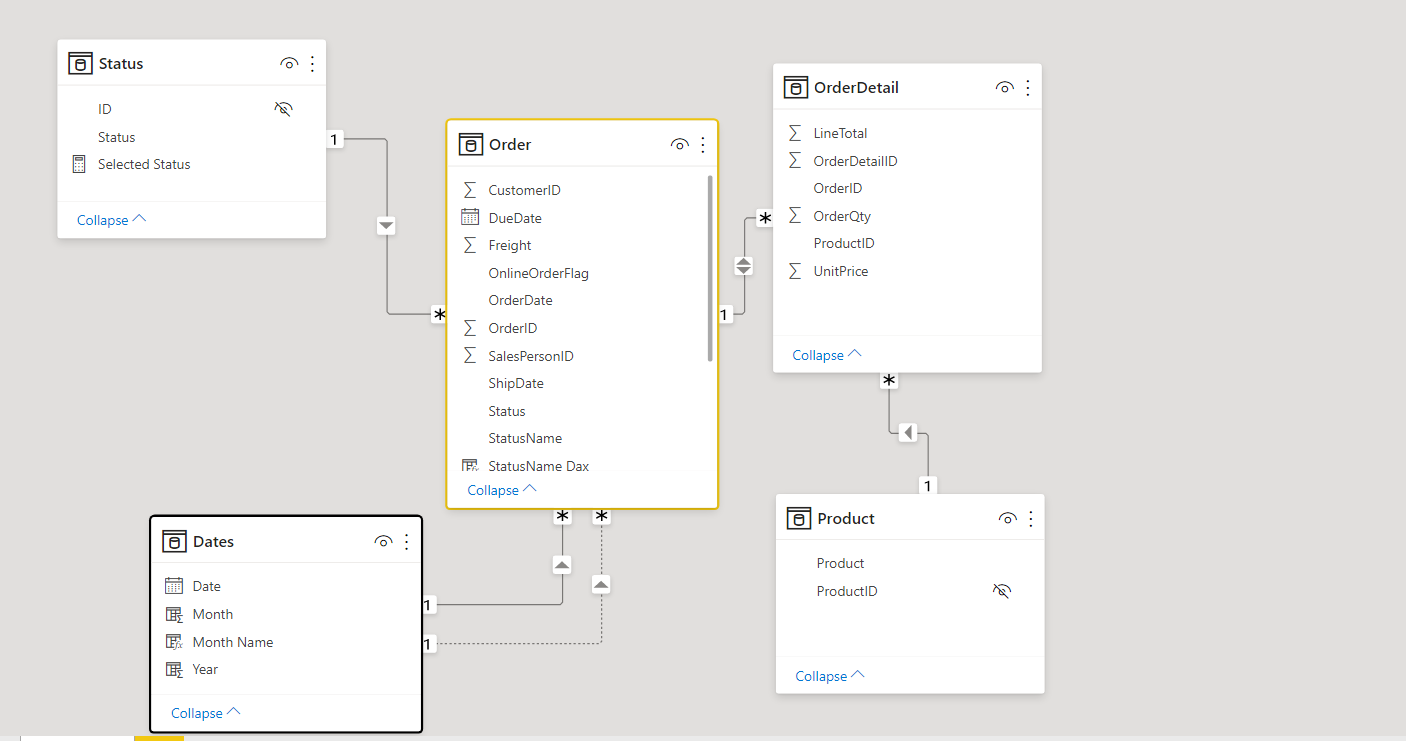 Status
ID
Status
Selected Status
Collapse
1
*
Order
CustomerID
DueDate
Freight
OnlineOrderFlag
OrderDate
OrderID
SalesPersonID
ShipDate
Status
StatusName
StatusName Dax
Collapse
1
*
OrderDetail
LineTotal
OrderDetailID
OrderID
OrderQty
ProductID
UnitPrice
Collapse
*
1
Product
Product
ProductID
Collapse
* *
1
1
Dates
Date
Month
Month Name
Year
Collapse